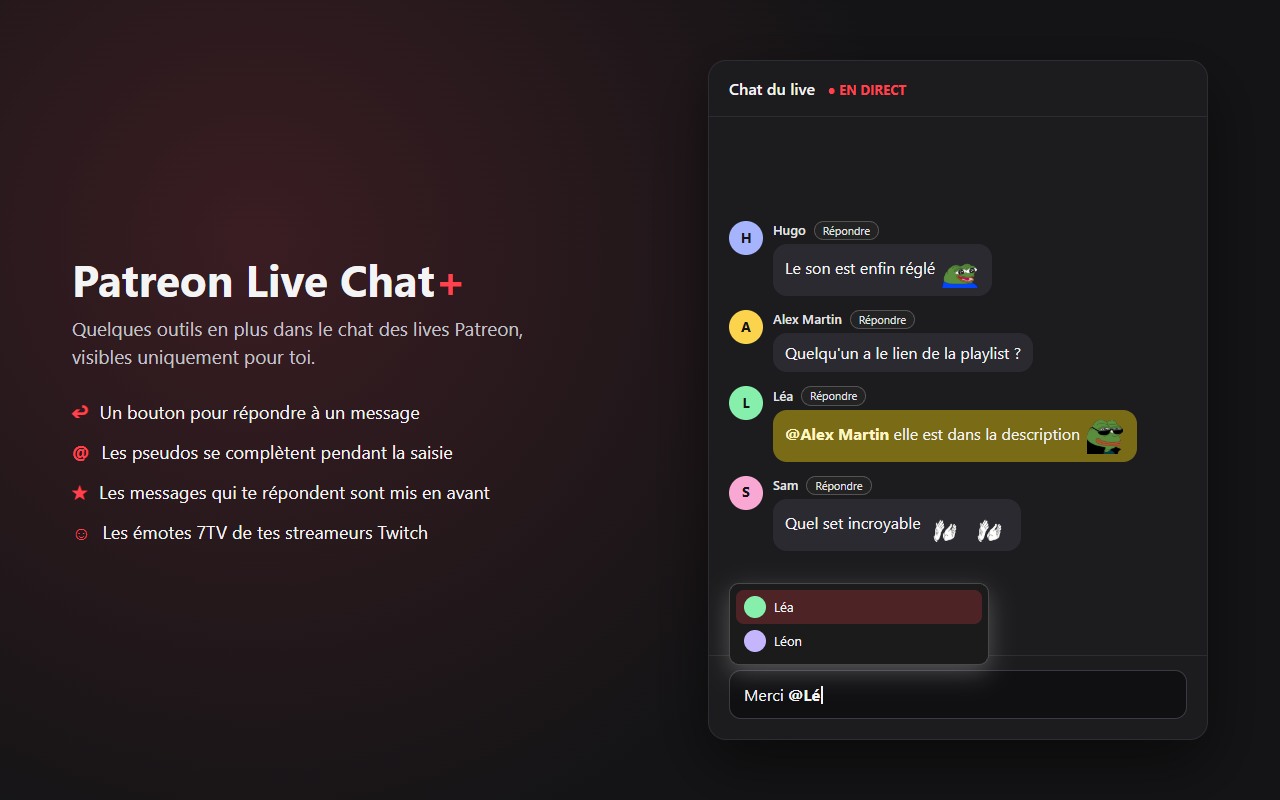 Patreon Live Chat+
Quelques outils en plus dans le chat des lives Patreon,
visibles uniquement pour toi.
Un bouton pour répondre à un message
@ Les pseudos se complètent pendant la saisie
★ Les messages qui te répondent sont mis en avant
Les émotes 7TV de tes streameurs Twitch
Chat du live ● EN DIRECT
H Hugo Répondre
Le son est enfin réglé
A Alex Martin Répondre
Quelqu'un a le lien de la playlist ?
L Léa Répondre
@Alex Martin elle est dans la description
S Sam Répondre
Quel set incroyable
Léa
Léon
Merci @Lé